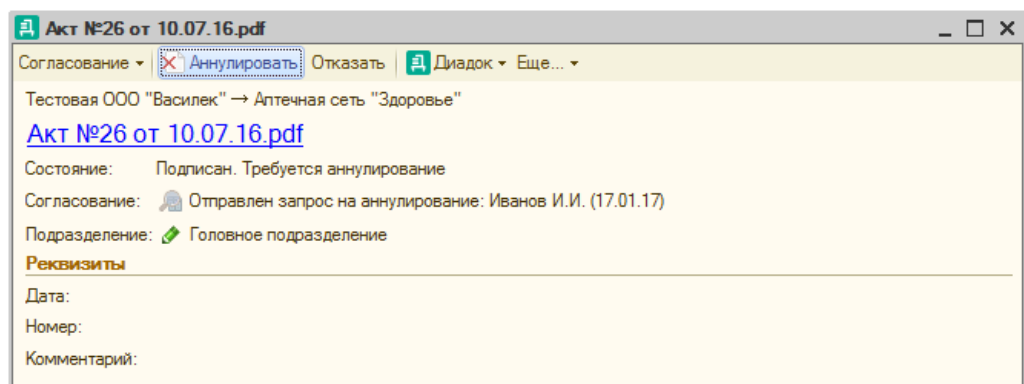 Акт №26 от 10.07.16.pdf
Согласование Аннулировать Отказать Диадок Еще...
Тестовая ООО "Василек" → Аптечная сеть "Здоровье"
Акт №26 от 10.07.16.pdf
Состояние: Подписан. Требуется аннулирование
Согласование: Отправлен запрос на аннулирование: Иванов И.И. (17.01.17)
Подразделение: Головное подразделение
Реквизиты
Дата:
Номер:
Комментарий: